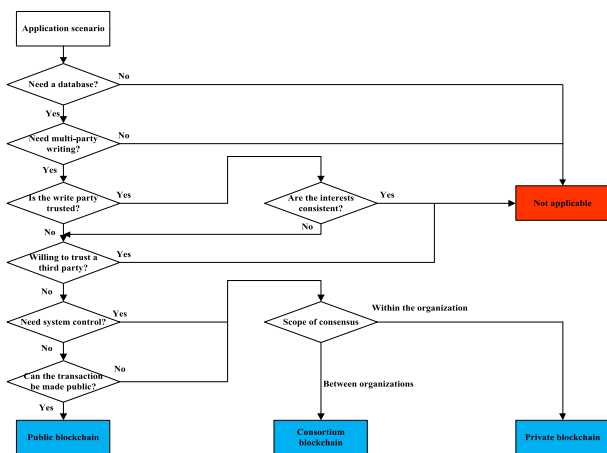 Application scenario
No
Need a database?
Yes
No
Need multi-party
writing?
Yes
Yes
Yes
Is the write party
trusted?
Are the interests
consistent?
Not applicable
No
No
Yes
Willing to trust a
third party?
No
Yes
Within the organization
Need system control?
Scope of consensus
No
No
Can the transaction
be made public?
Between organizations
Yes
Public blockchain
Consortium
blockchain
Private blockchain